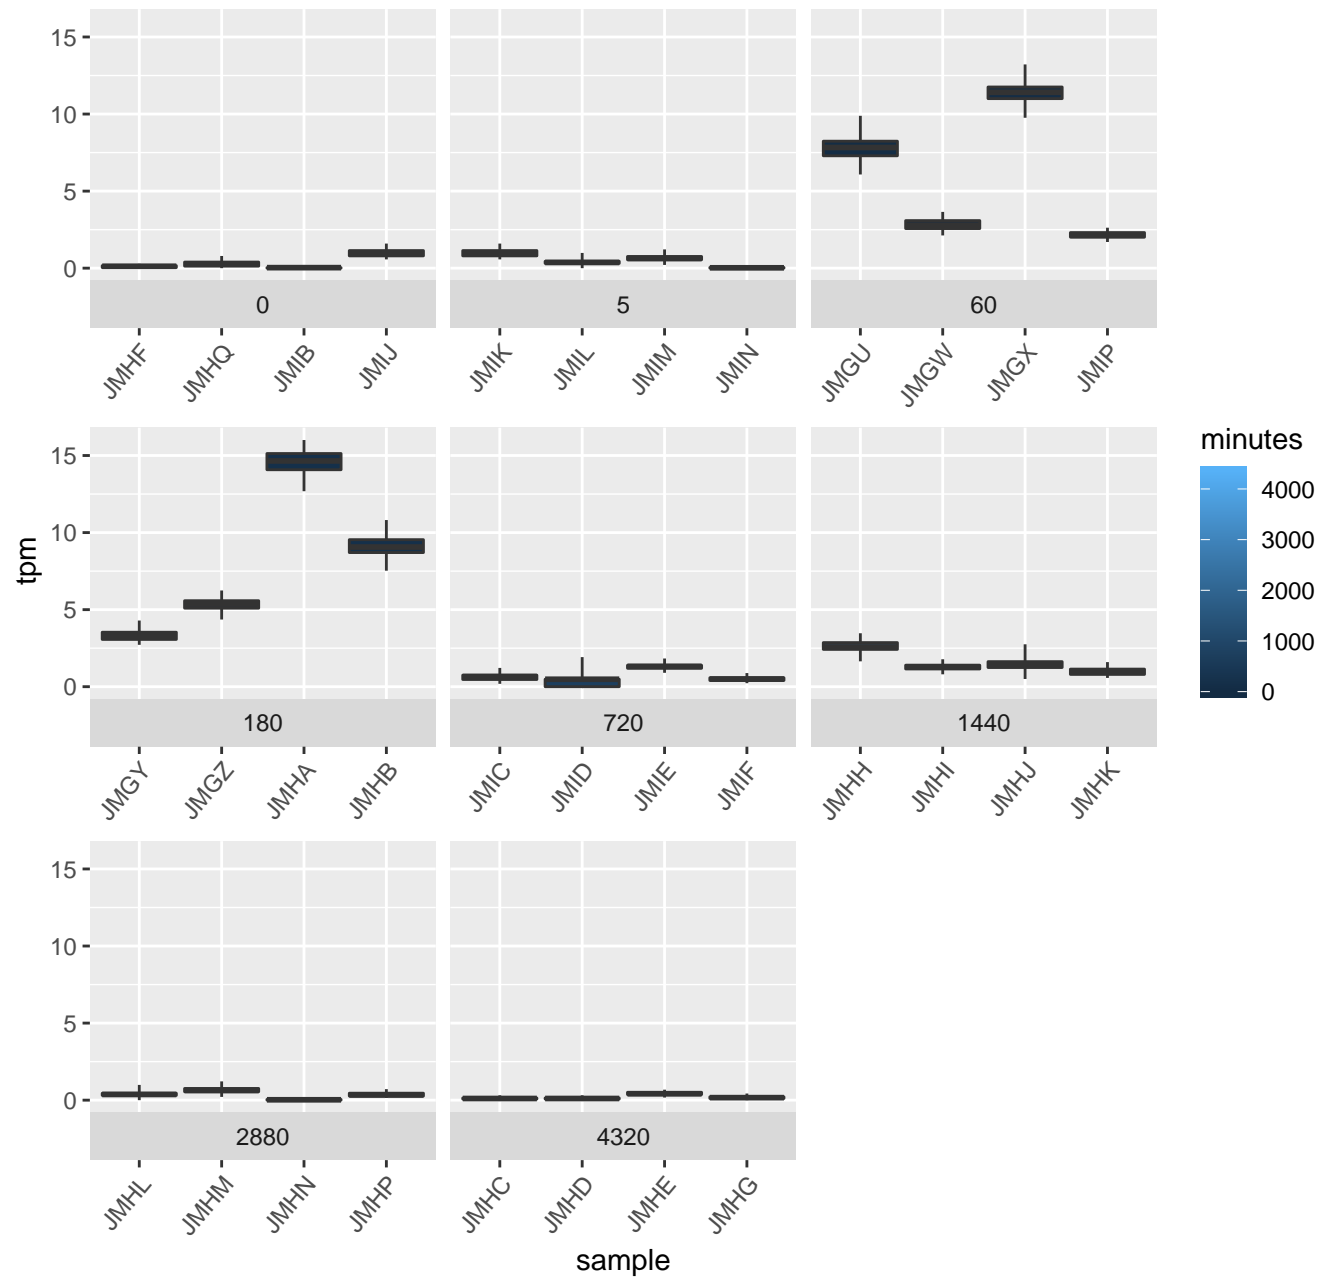 15
10
5
0
0
5
60
JMHF JMHQ JMIB JMIJ
JMIK JMIL JMIM JMIN
JMGU JMGW JMGX JMIP
tpm
15
10
5
0
180
720
1440
JMGY JMGZ JMHA JMHB
JMIC JMID JMIE JMIF
JMHH JMHI JMHJ JMHK
15
10
5
0
2880
4320
JMHL JMHM JMHN JMHP
JMHC JMHD JMHE JMHG
sample
minutes
4000
3000
2000
1000
0